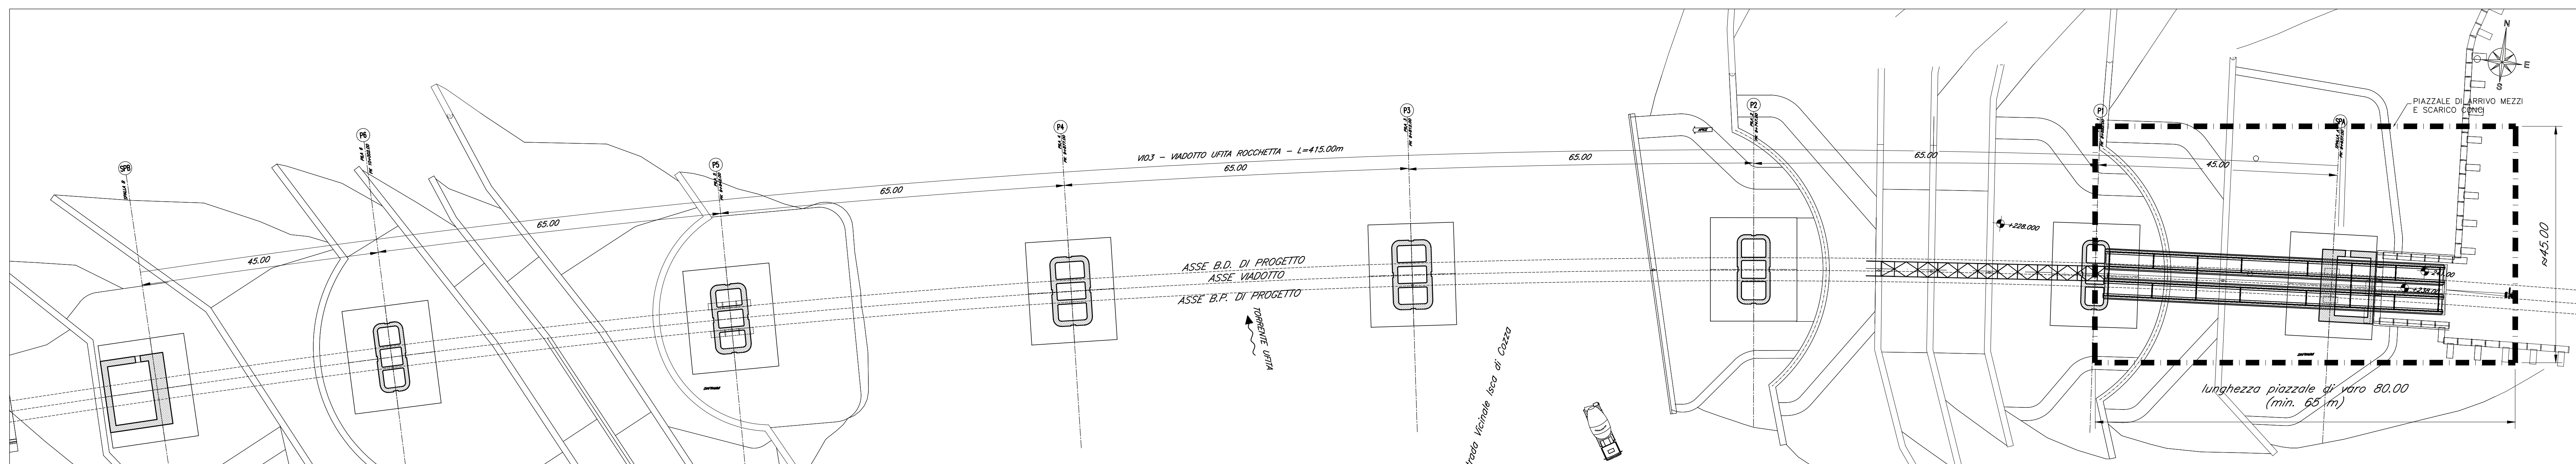 N
E
S
PIAZZALE DI ARRIVO MEZZI
E SCARICO CONCI
P3
P2
P1
SPA
P4
P6
P5
SPB
VI03 - VIADOTTO UFITA ROCCHETTA - L=415.00m
45.00
65.00
65.00
65.00
65.00
65.00
45.00
+228.000
≈45.00
ASSE B.D. DI PROGETTO
ASSE VIADOTTO
ASSE B.P. DI PROGETTO
TORRENTE UFITA
Vicinale Isca di Cozzo
lunghezza piazzale di varo 80.00
(min. 65 m)